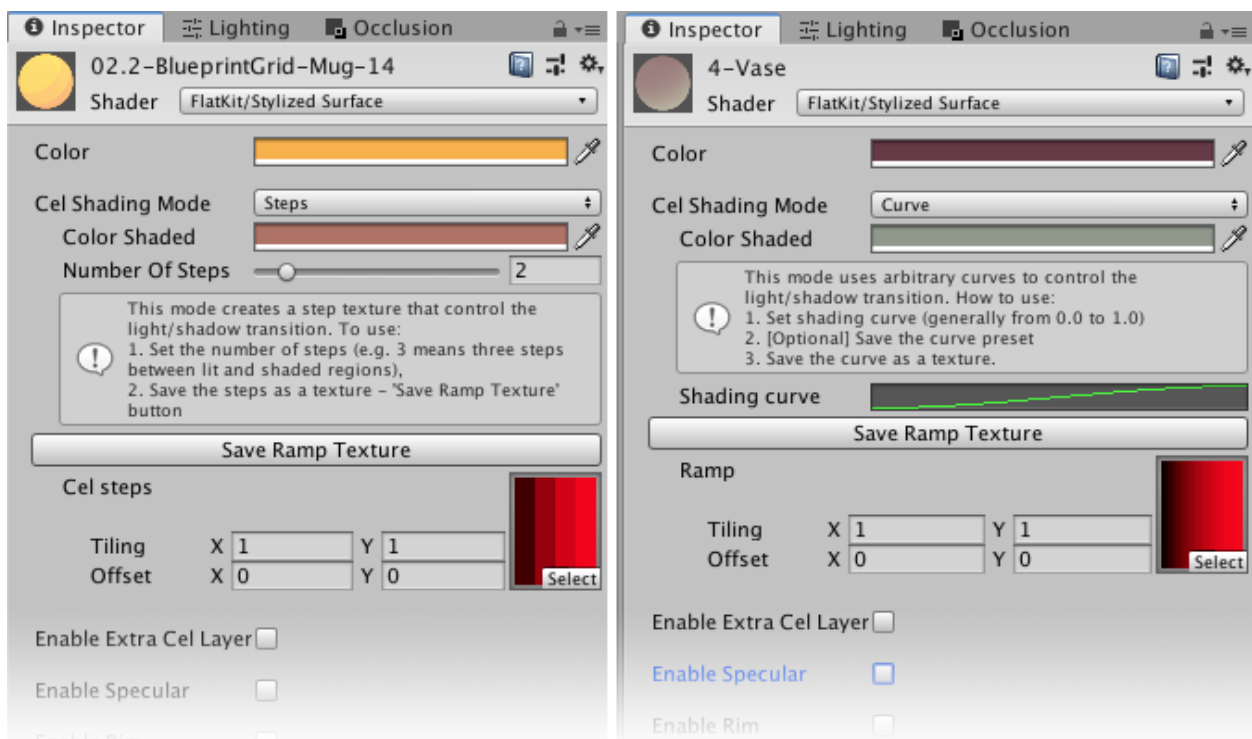 Inspector Lighting Occlusion
02.2-BlueprintGrid-Mug-14
Shader FlatKit/Stylized Surface
Color
Cel Shading Mode Steps
Color Shaded
Number Of Steps 2
This mode creates a step texture that control the
light/shadow transition. To use:
1. Set the number of steps (e.g. 3 means three steps
between lit and shaded regions),
2. Save the steps as a texture – 'Save Ramp Texture'
button
Save Ramp Texture
Cel steps
Tiling X 1 Y 1
Offset X 0 Y 0
Select
Enable Extra Cel Layer
Enable Specular
Enable Rim
Inspector Lighting Occlusion
4-Vase
Shader FlatKit/Stylized Surface
Color
Cel Shading Mode Curve
Color Shaded
This mode uses arbitrary curves to control the
light/shadow transition. How to use:
1. Set shading curve (generally from 0.0 to 1.0)
2. [Optional] Save the curve preset
3. Save the curve as a texture.
Shading curve
Save Ramp Texture
Ramp
Tiling X 1 Y 1
Offset X 0 Y 0
Select
Enable Extra Cel Layer
Enable Specular
Enable Rim